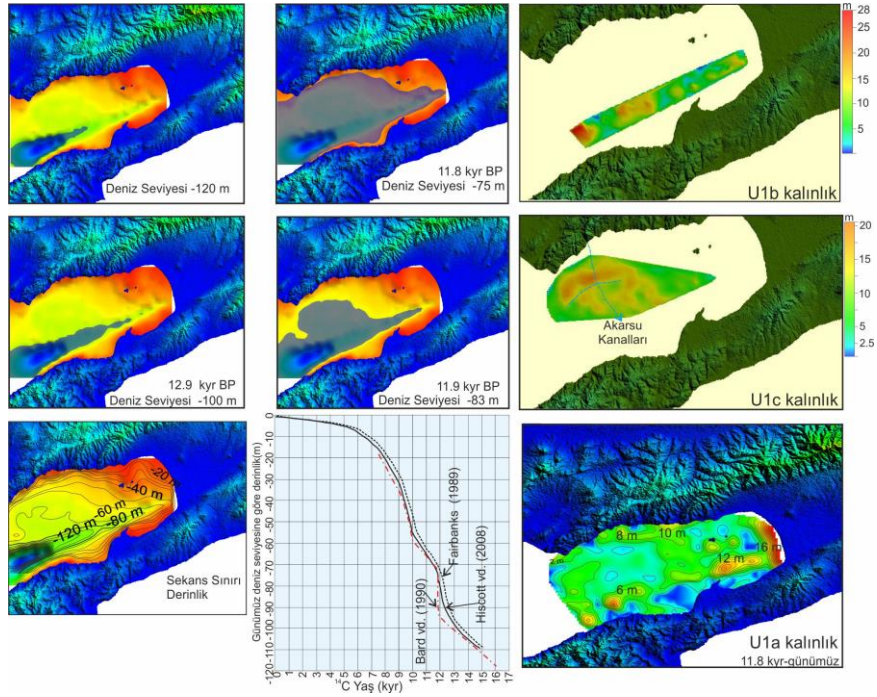 Deniz Seviyesi -120 m
11.8 kyr BP
Deniz Seviyesi -75 m
m
28
25
20
15
10
5
0
U1b kalınlık
12.9 kyr BP
Deniz Seviyesi -100 m
11.9 kyr BP
Deniz Seviyesi -83 m
m
20
15
10
5
2.5
Akarsu
Kanalları
U1c kalınlık
-20 m
-40 m
-60 m
-80 m
-120 m
Sekans Sınırı
Derinlik
Günümüz deniz seviyesine göre derinlik(m)
0
-10
-20
-30
-40
-50
-60
-70
-80
-90
-100
-110
-120
Bard vd. (1990)
Fairbanks (1989)
Hiscott vd. (2008)
0 1 2 3 4 5 6 7 8 9 10 11 12 13 14 15 16 17
¹⁴C Yaş (kyr)
8 m
10 m
16 m
12 m
6 m
U1a kalınlık
11.8 kyr-günümüz